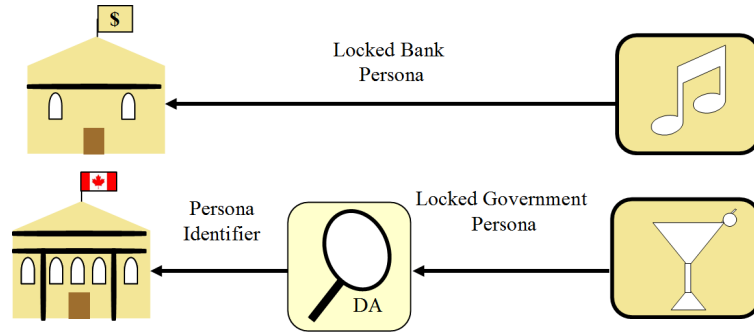 $
Locked Bank
Persona
Locked Government
Persona
Persona
Identifier
DA